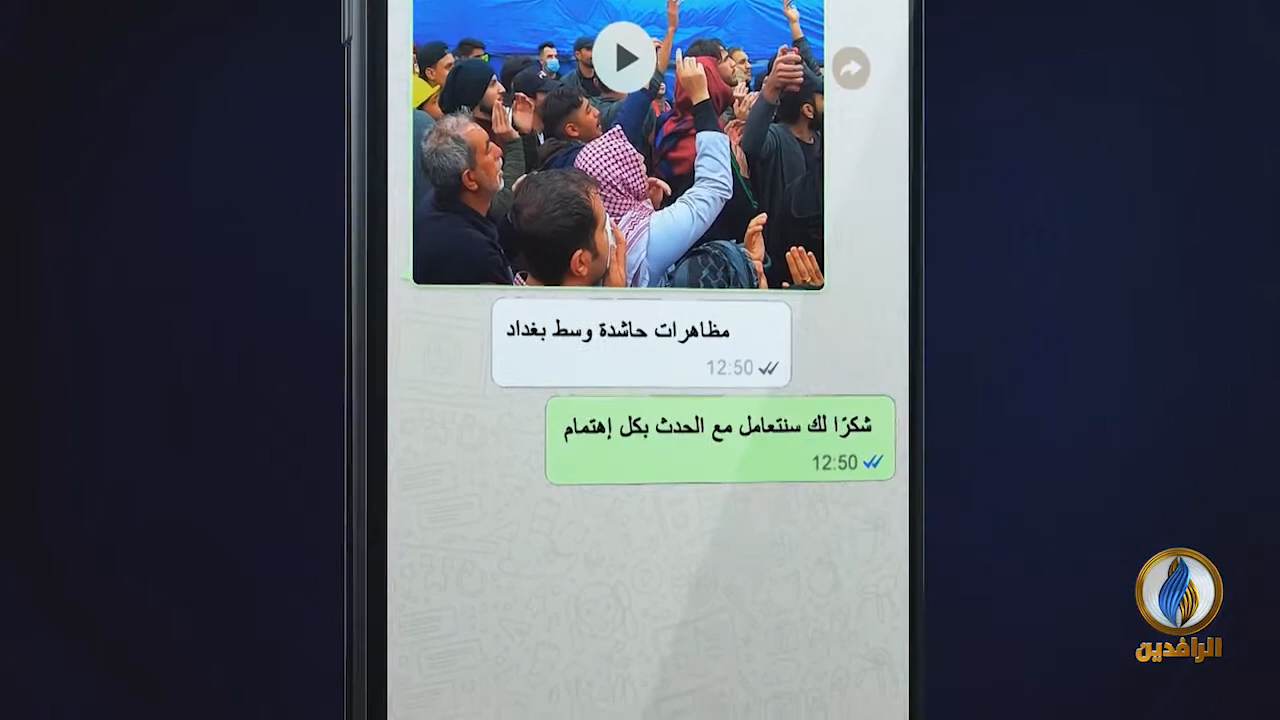 مظاهرات حاشدة وسط بغداد
12:50
شكرًا لك سنتعامل مع الحدث بكل إهتمام
12:50
الرافدين